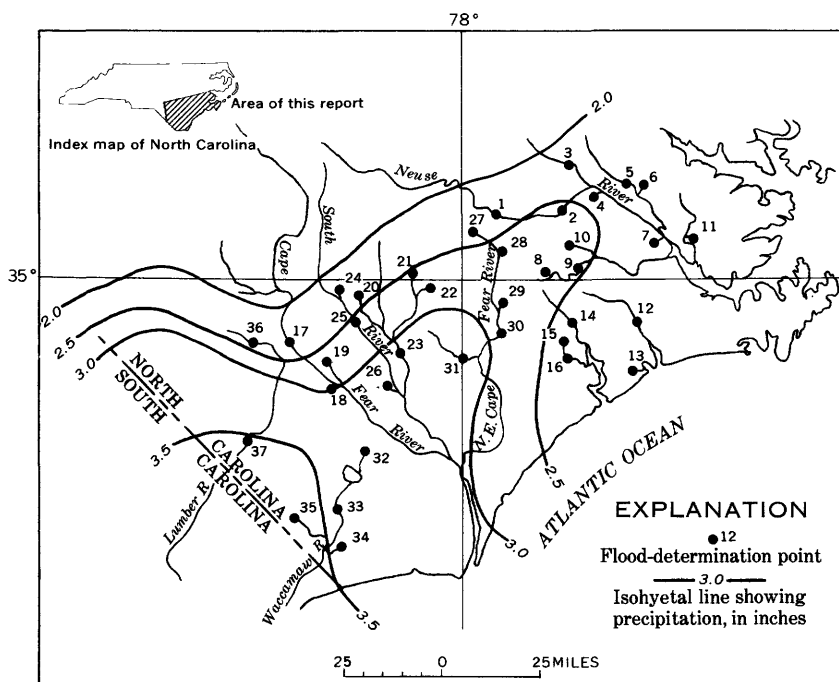 78°
2.0
Area of this report
Index map of North Carolina
3
5
6
Neuse
River
4
1
2
27
11
South
10
7
28
21
8
9
Cape
35°
24
20
22
Fear River
29
2.0
25
River
14
12
36
17
30
2.5
19
23
15
3.0
26
31
16
13
NORTH
SOUTH
18
Fear
River
N.E. Cape
3.5
37
32
2.5
CAROLINA
CAROLINA
ATLANTIC OCEAN
Lumber R
35
33
3.0
34
Waccamaw R
3.5
EXPLANATION
12
Flood-determination point
3.0
Isohyetal line showing
precipitation, in inches
25 0 25 MILES